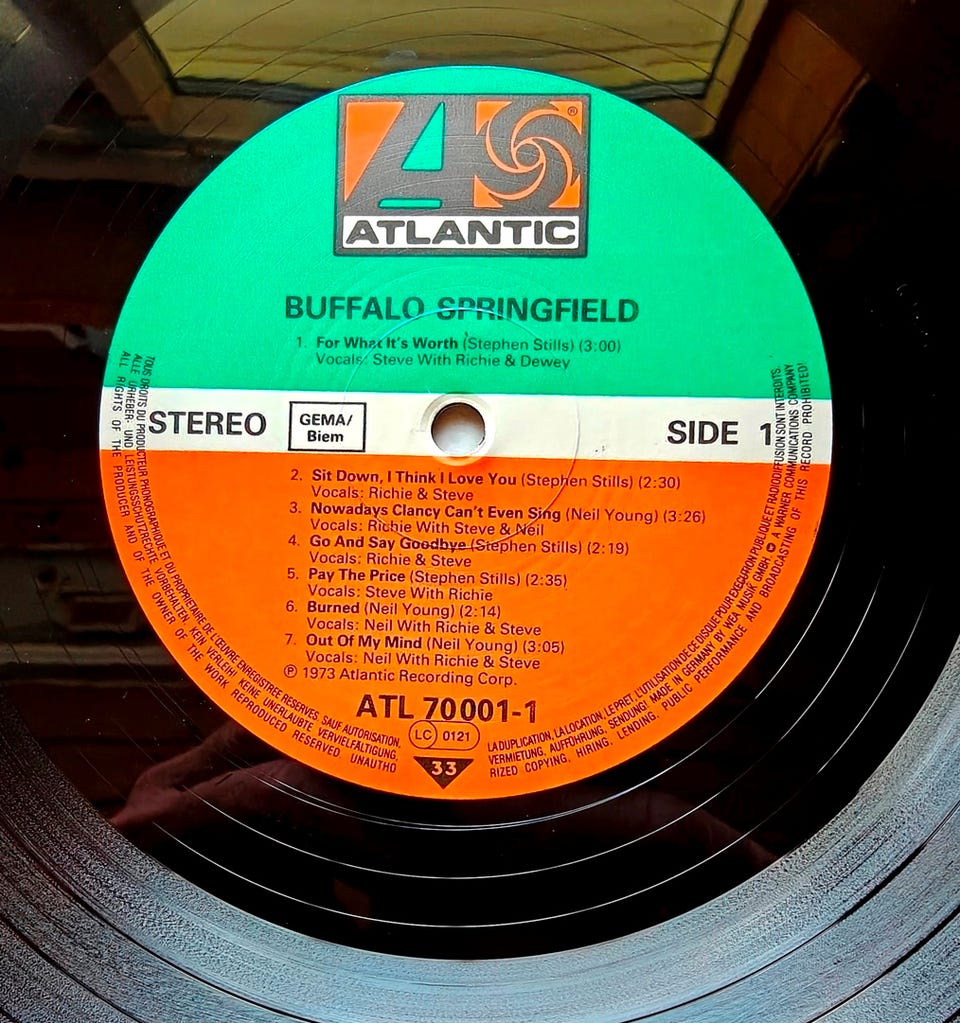 ®
ATLANTIC
BUFFALO SPRINGFIELD
1. For What It's Worth (Stephen Stills) (3:00)
Vocals: Steve With Richie & Dewey
STEREO
GEMA/
Biem
SIDE 1
2. Sit Down, I Think I Love You (Stephen Stills) (2:30)
Vocals: Richie & Steve
3. Nowadays Clancy Can't Even Sing (Neil Young) (3:26)
Vocals: Richie With Steve & Neil
4. Go And Say Goodbye (Stephen Stills) (2:19)
Vocals: Richie & Steve
5. Pay The Price (Stephen Stills) (2:35)
Vocals: Steve With Richie
6. Burned (Neil Young) (2:14)
Vocals: Neil With Richie & Steve
7. Out Of My Mind (Neil Young) (3:05)
Vocals: Neil With Richie & Steve
℗ 1973 Atlantic Recording Corp.
ATL 70 001-1
LC 0121
33
TOUS DROITS DU PRODUCTEUR PHONOGRAPHIQUE ET DU PROPRIETAIRE DE L'ŒUVRE ENREGISTREE RESERVES. SAUF AUTORISATION,
LA DUPLICATION, LA LOCATION, LE PRET, L'UTILISATION DE CE DISQUE POUR EXECUTION PUBLIQUE ET RADIODIFFUSION SONT INTERDITS.
ALLE URHEBER- UND LEISTUNGSSCHUTZRECHTE VORBEHALTEN. KEIN VERLEIH! KEINE UNERLAUBTE VERVIELFÄLTIGUNG,
VERMIETUNG, AUFFÜHRUNG, SENDUNG! MADE IN GERMANY BY WEA MUSIK GMBH. A WARNER COMMUNICATIONS COMPANY
ALL RIGHTS OF THE PRODUCER AND OF THE OWNER OF THE WORK REPRODUCED RESERVED. UNAUTHO
RIZED COPYING, HIRING, LENDING, PUBLIC PERFORMANCE AND BROADCASTING OF THIS RECORD PROHIBITED!